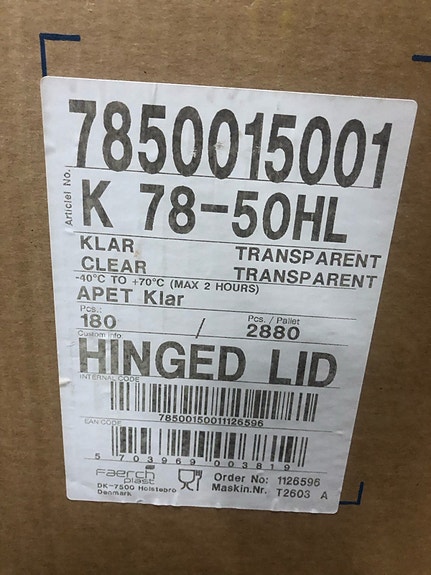 Articlel No.
7850015001
K 78-50HL
KLAR TRANSPARENT
CLEAR TRANSPARENT
-40°C TO +70°C (MAX 2 HOURS)
APET Klar
Pcs.: Pcs. / Pallet
180 / 2880
Custom info
HINGED LID
INTERNAL CODE
78500150011126596
EAN CODE
5 703969 003819
faerch
plast
DK-7500 Holstebro
Denmark
Order No: 1126596
Maskin.Nr. T2603 A